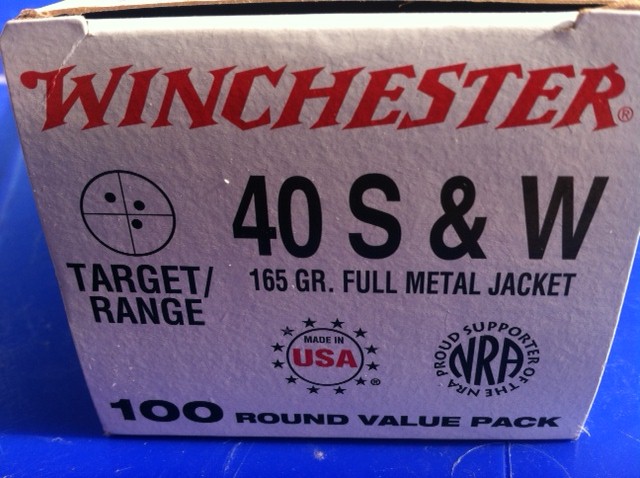 WINCHESTER®
40 S & W
165 GR. FULL METAL JACKET
TARGET/
RANGE
MADE IN
USA
®
PROUD SUPPORTER OF THE NRA
NRA
100 ROUND VALUE PACK